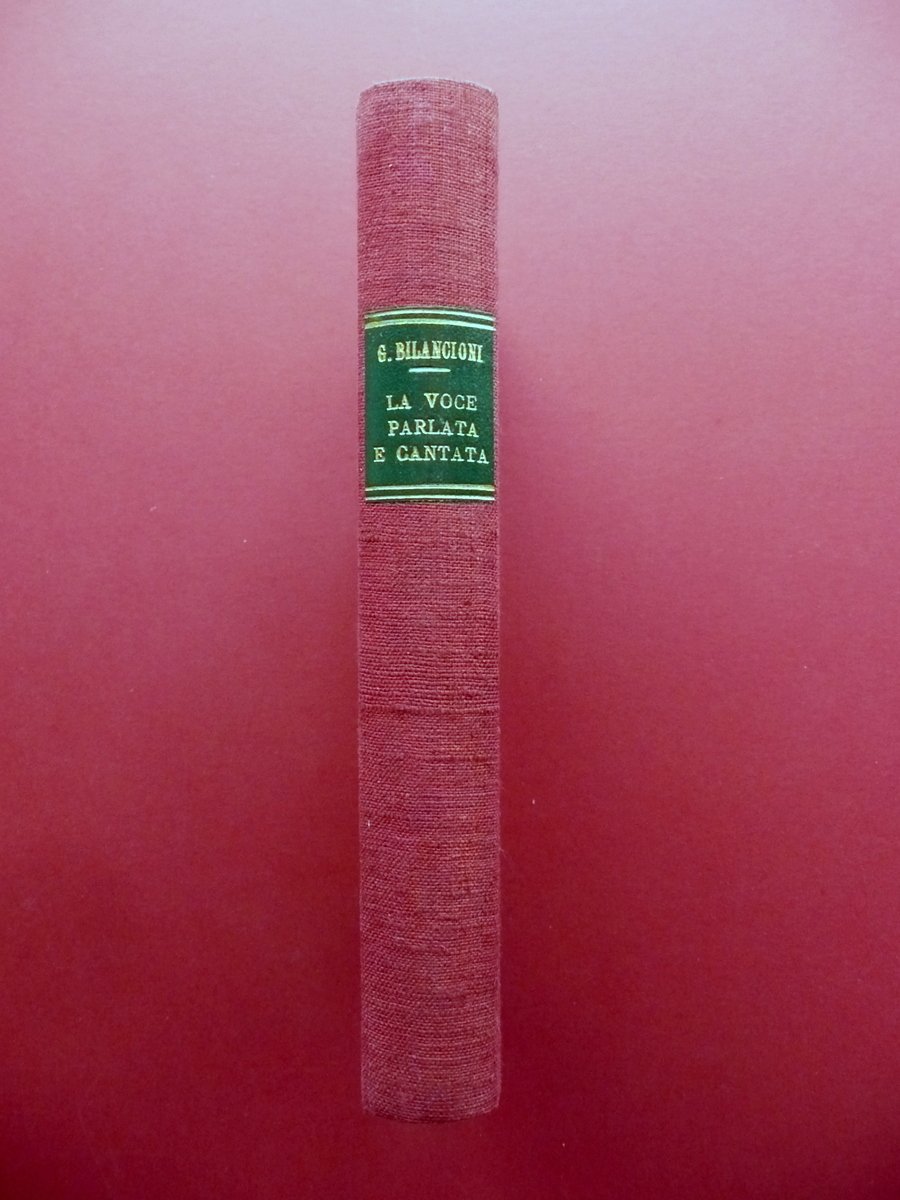 G. BILANCIONI
LA VOCE
PARLATA
E CANTATA